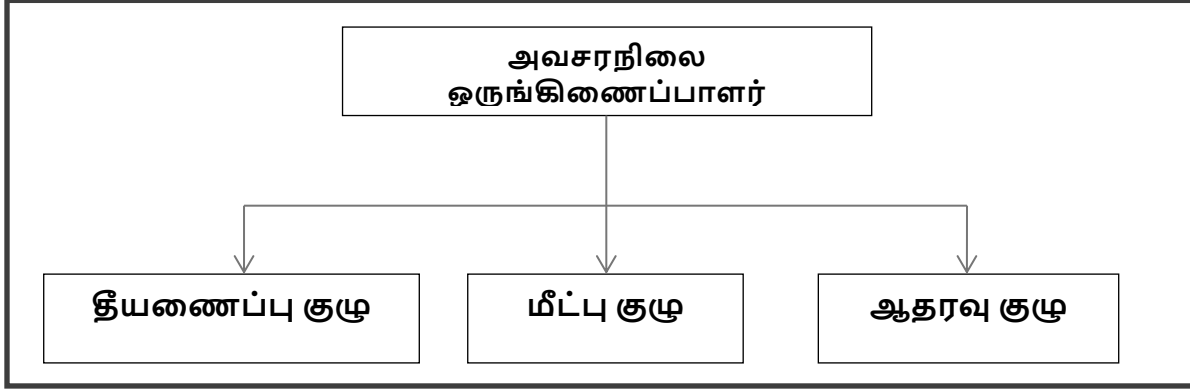 அவசரநிலை
ஒருங்கிணைப்பாளர்
தீயணைப்பு குழு
மீட்பு குழு
ஆதரவு குழு